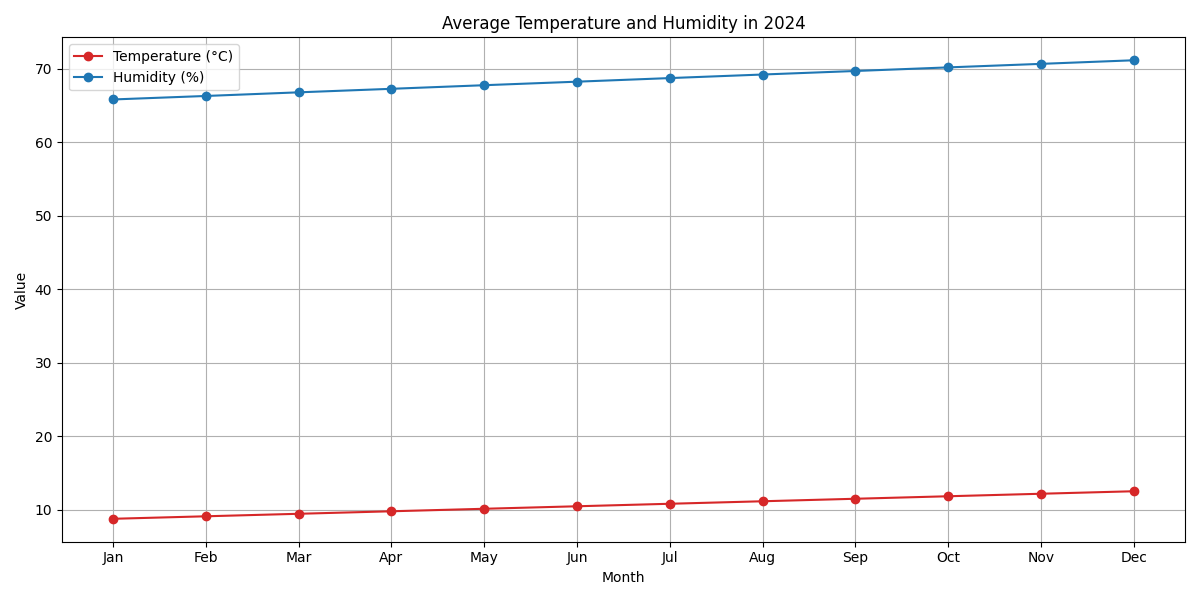 Average Temperature and Humidity in 2024
Temperature (°C)
Humidity (%)
70
60
50
40
30
20
10
Value
Jan Feb Mar Apr May Jun Jul Aug Sep Oct Nov Dec
Month